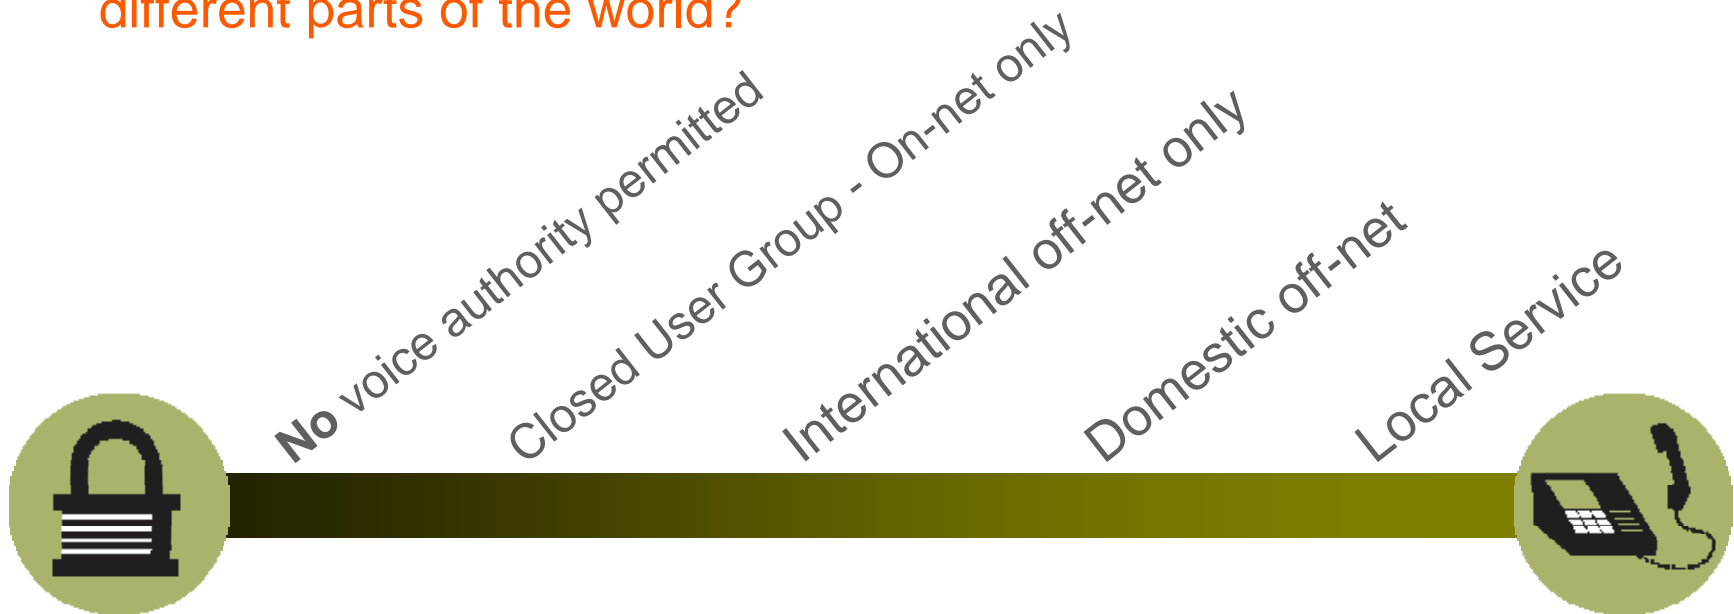 different parts of the world?
No voice authority permitted
Closed User Group - On-net only
International off-net only
Domestic off-net
Local Service